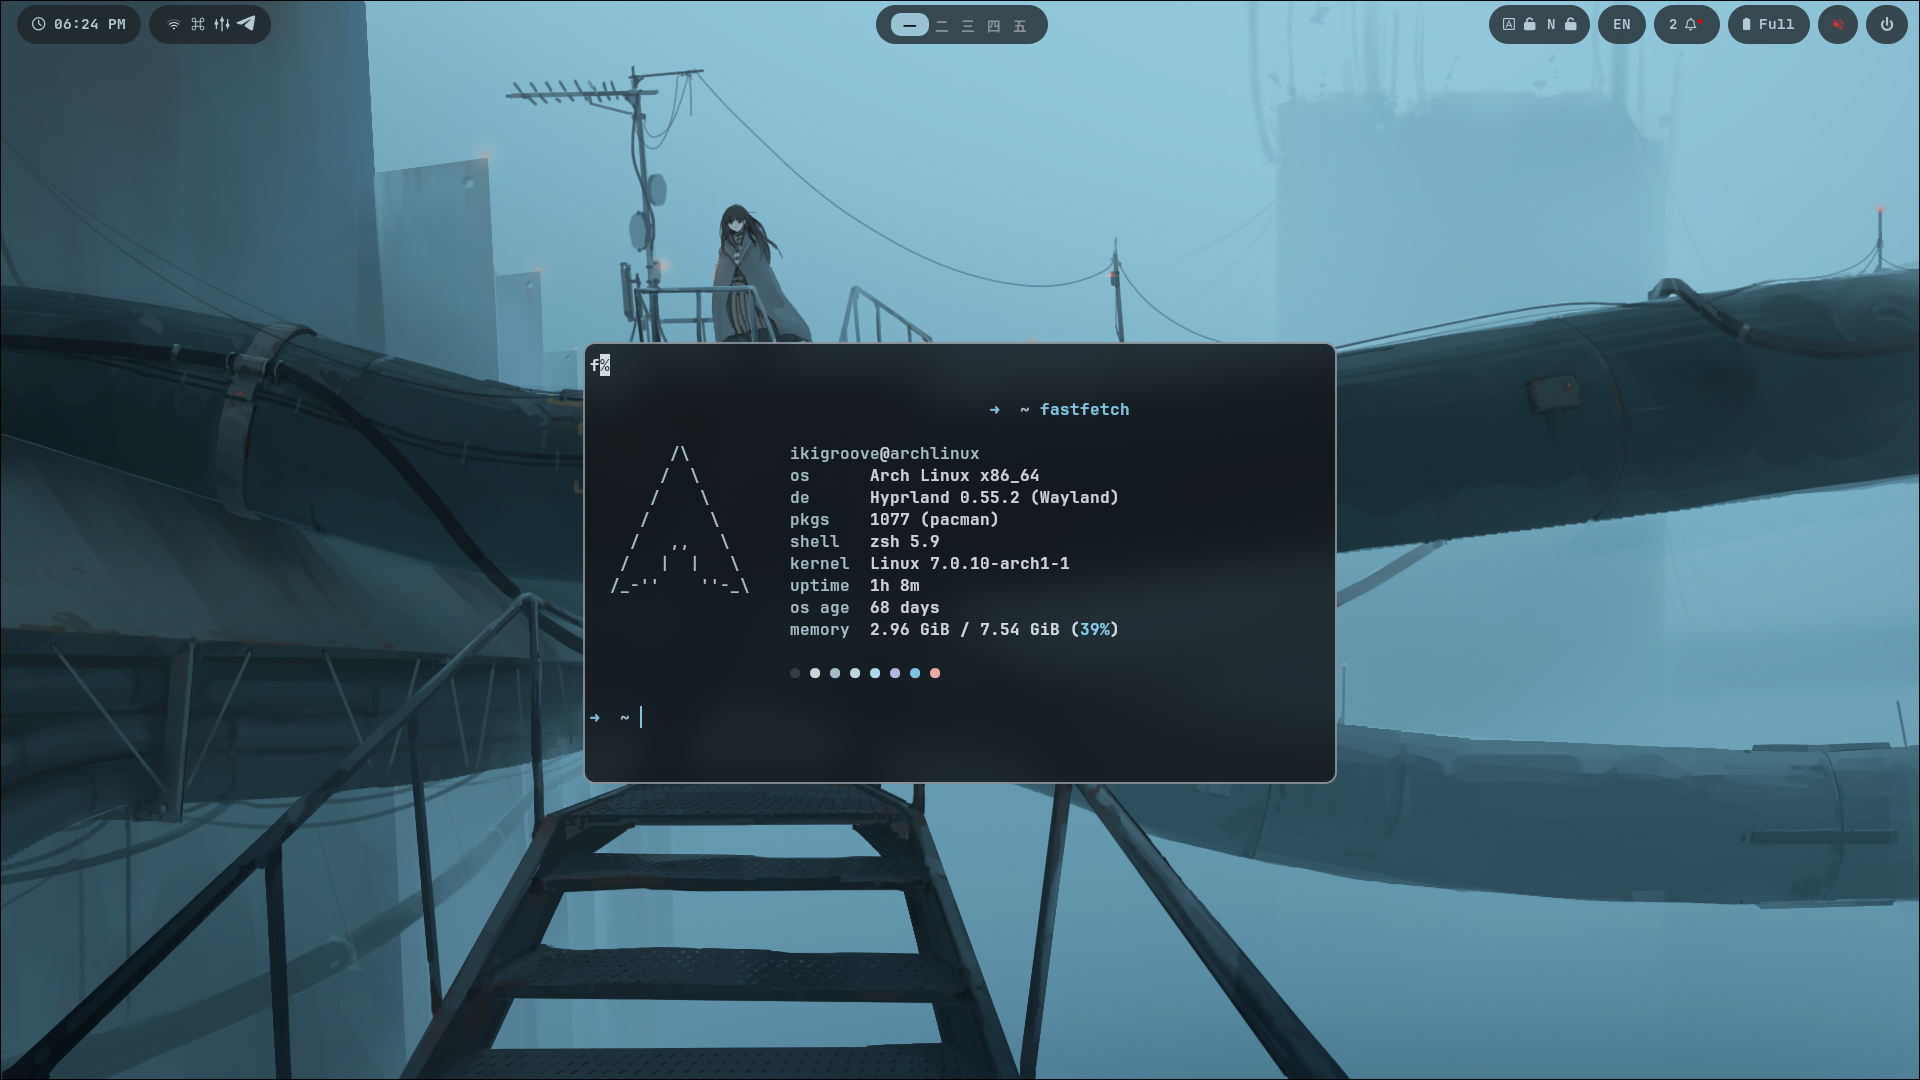 06:24 PM
一 二 三 四 五
A N
EN
2
Full
f%
➜ ~ fastfetch
/\
/ \
/ \
/ \
/ ,, \
/ | | \
/_-'' ''-_\
ikigroove@archlinux
os Arch Linux x86_64
de Hyprland 0.55.2 (Wayland)
pkgs 1077 (pacman)
shell zsh 5.9
kernel Linux 7.0.10-arch1-1
uptime 1h 8m
os age 68 days
memory 2.96 GiB / 7.54 GiB (39%)
➜ ~